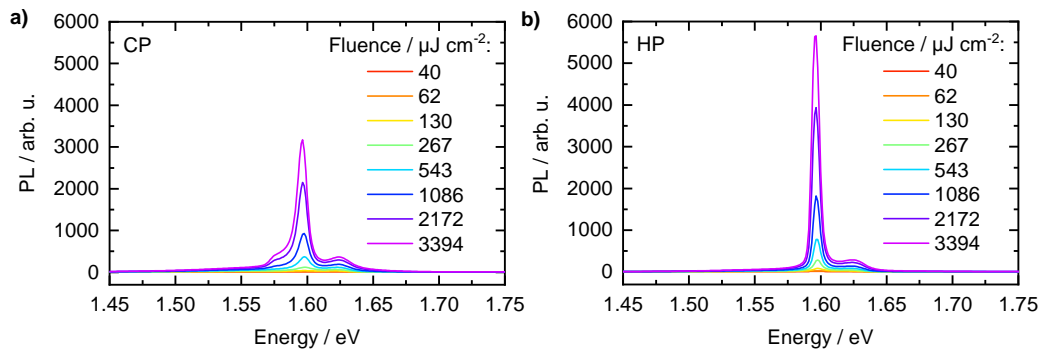 a)
CP
Fluence / µJ cm-2:
40
62
130
267
543
1086
2172
3394
6000
5000
4000
3000
2000
1000
0
PL / arb. u.
1.45 1.50 1.55 1.60 1.65 1.70 1.75
Energy / eV
b)
HP
Fluence / µJ cm-2:
40
62
130
267
543
1086
2172
3394
6000
5000
4000
3000
2000
1000
0
PL / arb. u.
1.45 1.50 1.55 1.60 1.65 1.70 1.75
Energy / eV